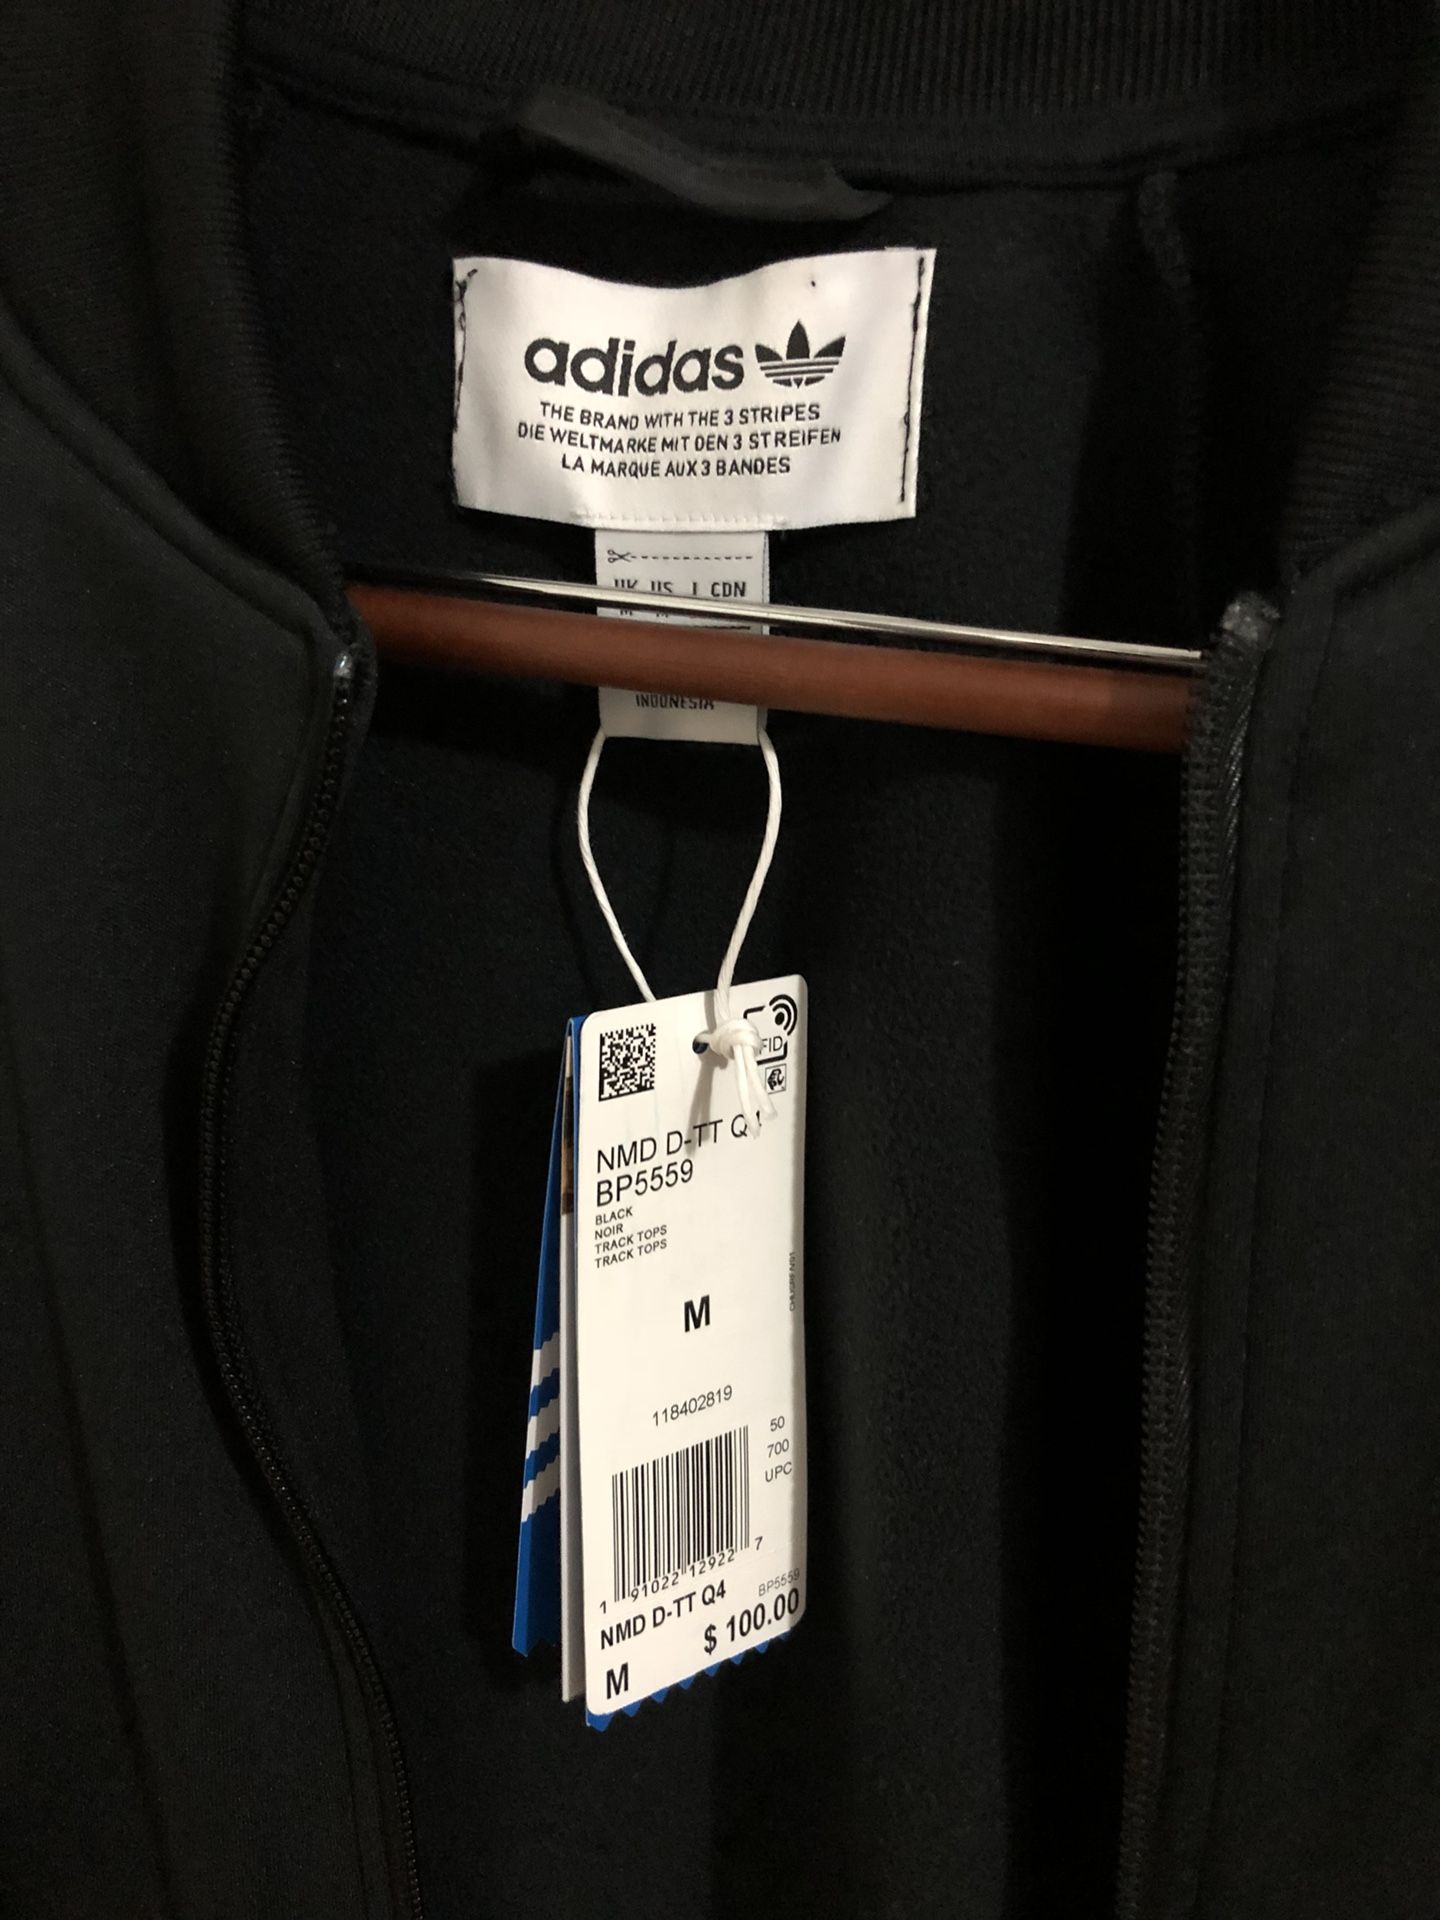 adidas
THE BRAND WITH THE 3 STRIPES
DIE WELTMARKE MIT DEN 3 STREIFEN
LA MARQUE AUX 3 BANDES
UK US J CDN
INDONESIA
NMD D-TT Q4
BP5559
BLACK
NOIR
TRACK TOPS
TRACK TOPS
M
118402819
50
700
UPC
1 91022 12922 7
BP5559
NMD D-TT Q4
$ 100.00
M